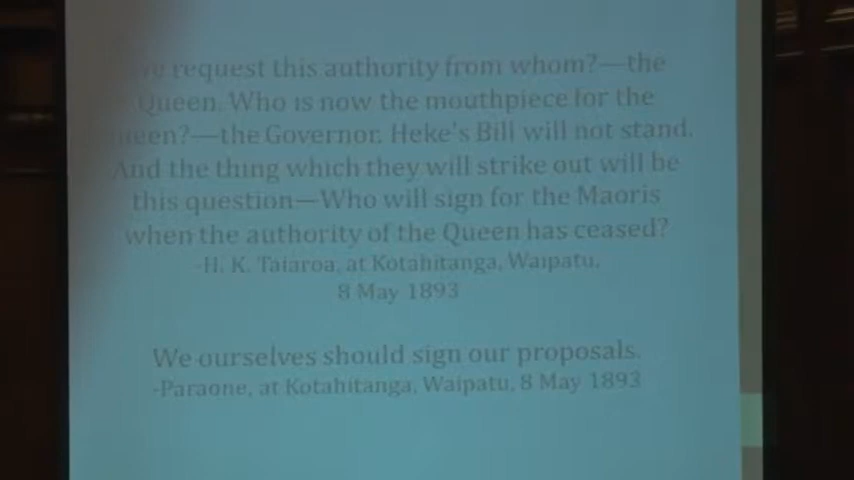 request this authority from whom?—the
Queen. Who is now the mouthpiece for the
Queen?—the Governor. Heke's Bill will not stand.
And the thing which they will strike out will be
this question—Who will sign for the Maoris
when the authority of the Queen has ceased?
-H. K. Taiaroa, at Kotahitanga, Waipatu,
8 May 1893
We ourselves should sign our proposals.
-Paraone, at Kotahitanga, Waipatu, 8 May 1893